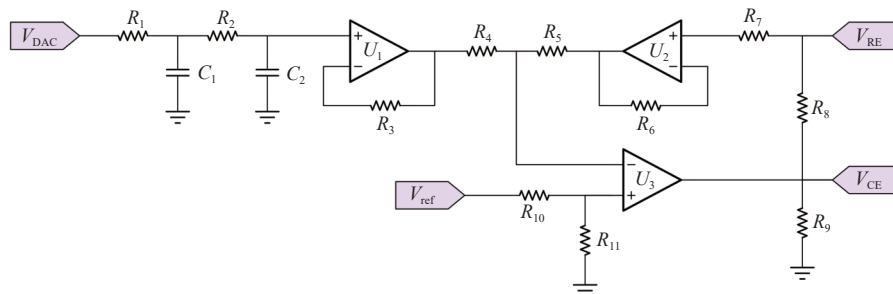 V_DAC R_1 R_2 + U_1 − R_4 R_5 U_2 + − R_7 V_RE
C_1 C_2 R_3 R_6 R_8
− U_3 + V_CE
V_ref R_10 R_9
R_11